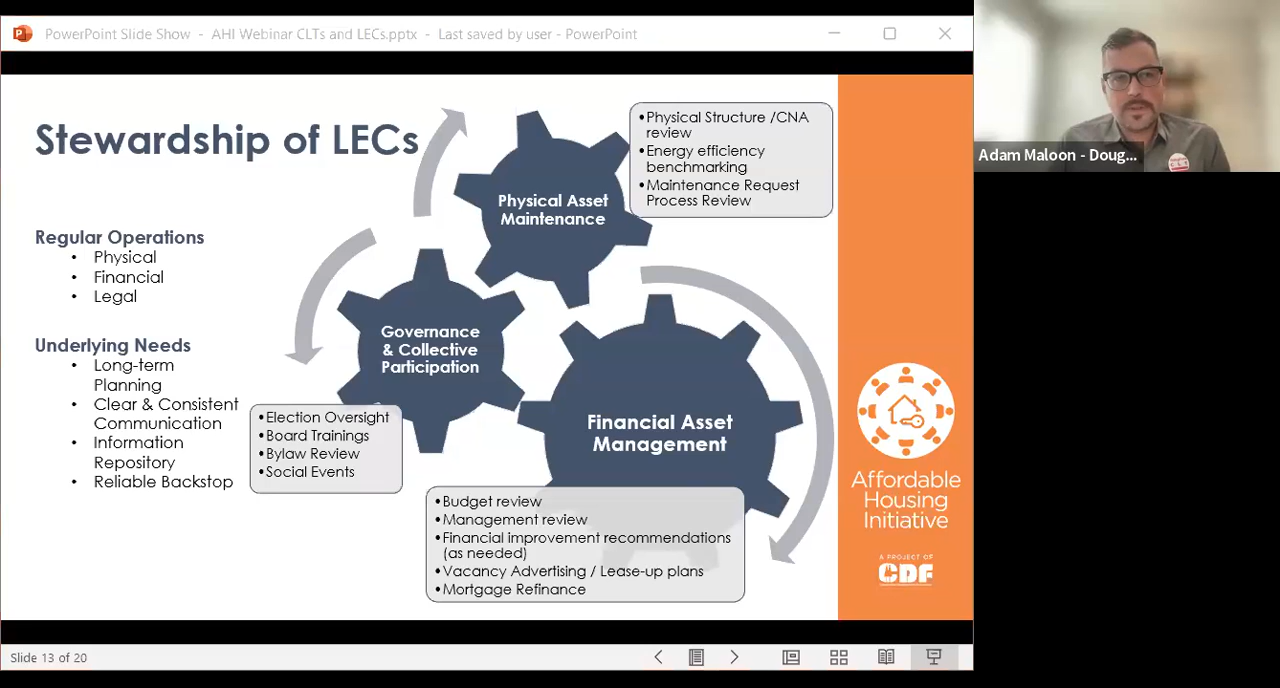 PowerPoint Slide Show - AHI Webinar CLTs and LECs.pptx - Last saved by user - PowerPoint
Stewardship of LECs
Regular Operations
• Physical
• Financial
• Legal
Underlying Needs
• Long-term
Planning
• Clear & Consistent
Communication
• Information
Repository
• Reliable Backstop
Physical Asset
Maintenance
•Physical Structure /CNA
review
•Energy efficiency
benchmarking
•Maintenance Request
Process Review
Governance
& Collective
Participation
•Election Oversight
•Board Trainings
•Bylaw Review
•Social Events
Financial Asset
Management
•Budget review
•Management review
•Financial improvement recommendations
(as needed)
•Vacancy Advertising / Lease-up plans
•Mortgage Refinance
Affordable
Housing
Initiative
A PROJECT OF
CDF
Slide 13 of 20
Adam Maloon - Doug...